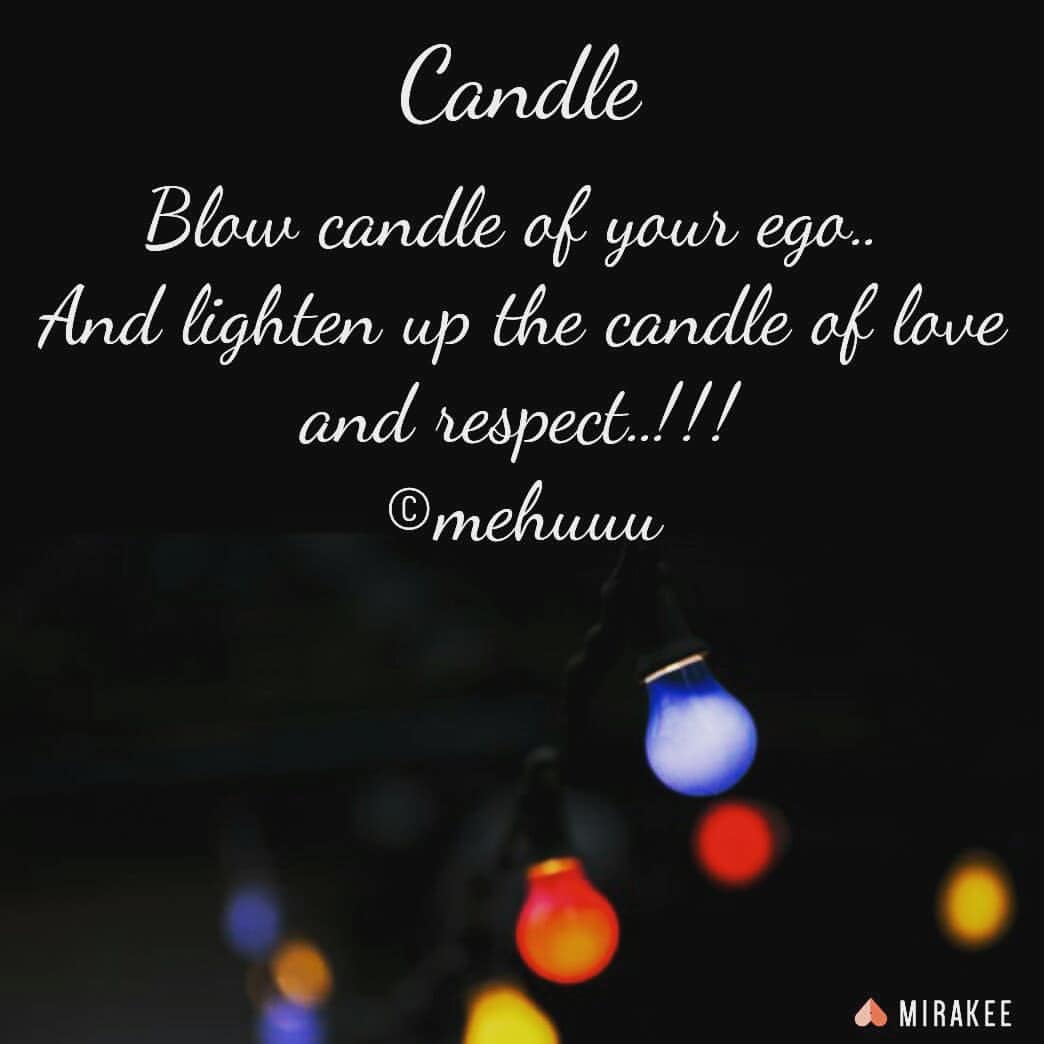 Candle
Blow candle of your ego..
And lighten up the candle of love
and respect..!!!
©mehuuu
MIRAKEE